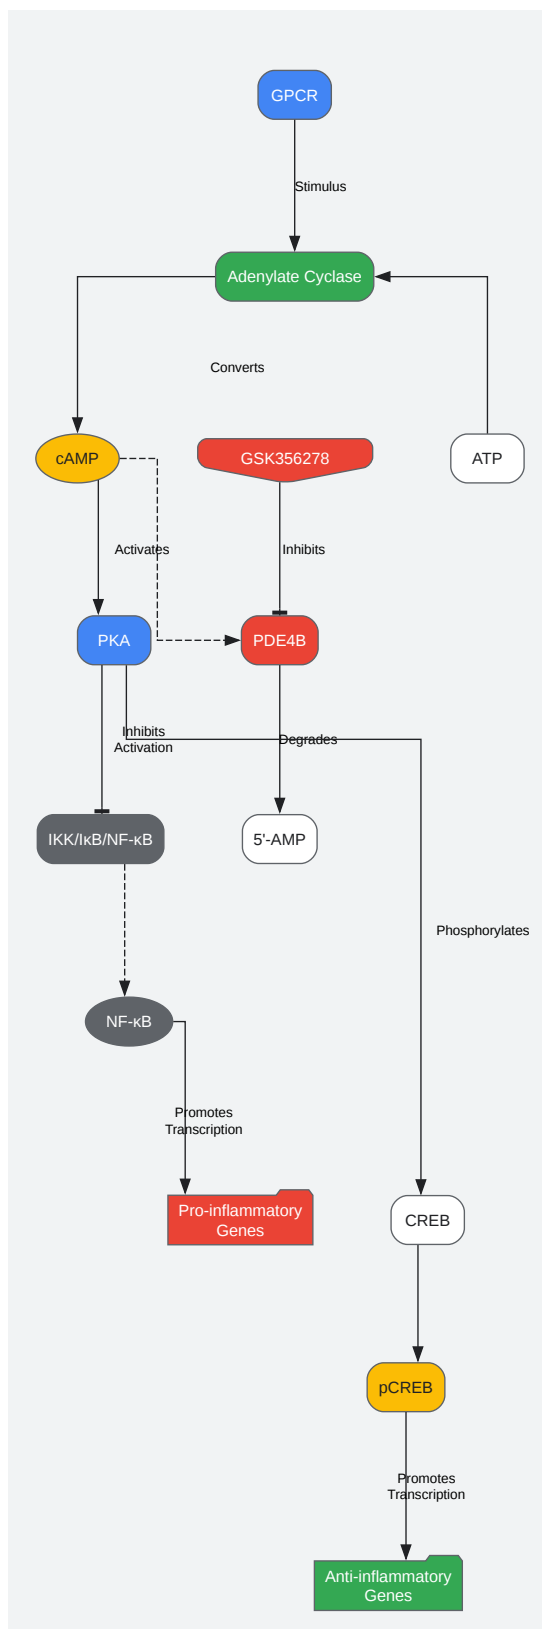 GPCR
Stimulus
Adenylate Cyclase
Converts
cAMP
GSK356278
ATP
Activates
Inhibits
PKA
PDE4B
Inhibits
Activation
Degrades
IKK/IκB/NF-κB
5'-AMP
Phosphorylates
NF-κB
Promotes
Transcription
Pro-inflammatory
Genes
CREB
pCREB
Promotes
Transcription
Anti-inflammatory
Genes